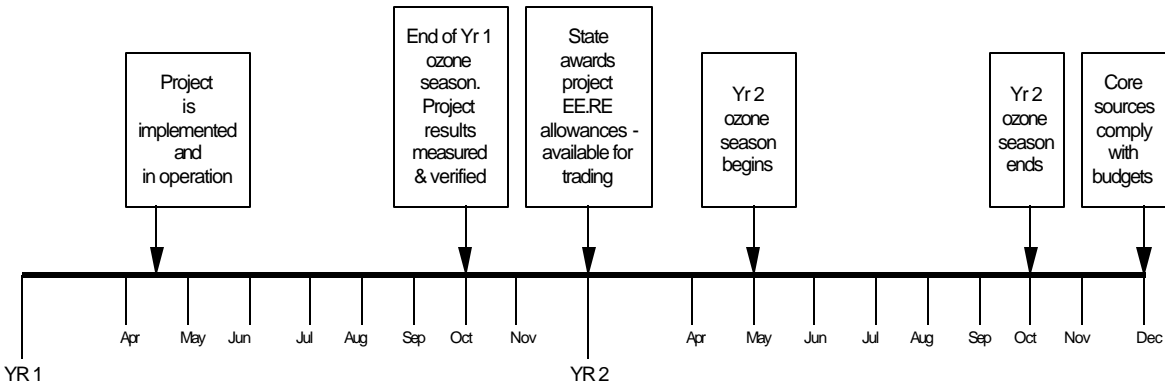 Project
is
implemented
and
in operation
End of Yr 1
ozone
season.
Project
results
measured
& verified
State
awards
project
EE.RE
allowances -
available for
trading
Yr 2
ozone
season
begins
Yr 2
ozone
season
ends
Core
sources
comply
with
budgets
Apr May Jun Jul Aug Sep Oct Nov Apr May Jun Jul Aug Sep Oct Nov Dec
YR 1 YR 2